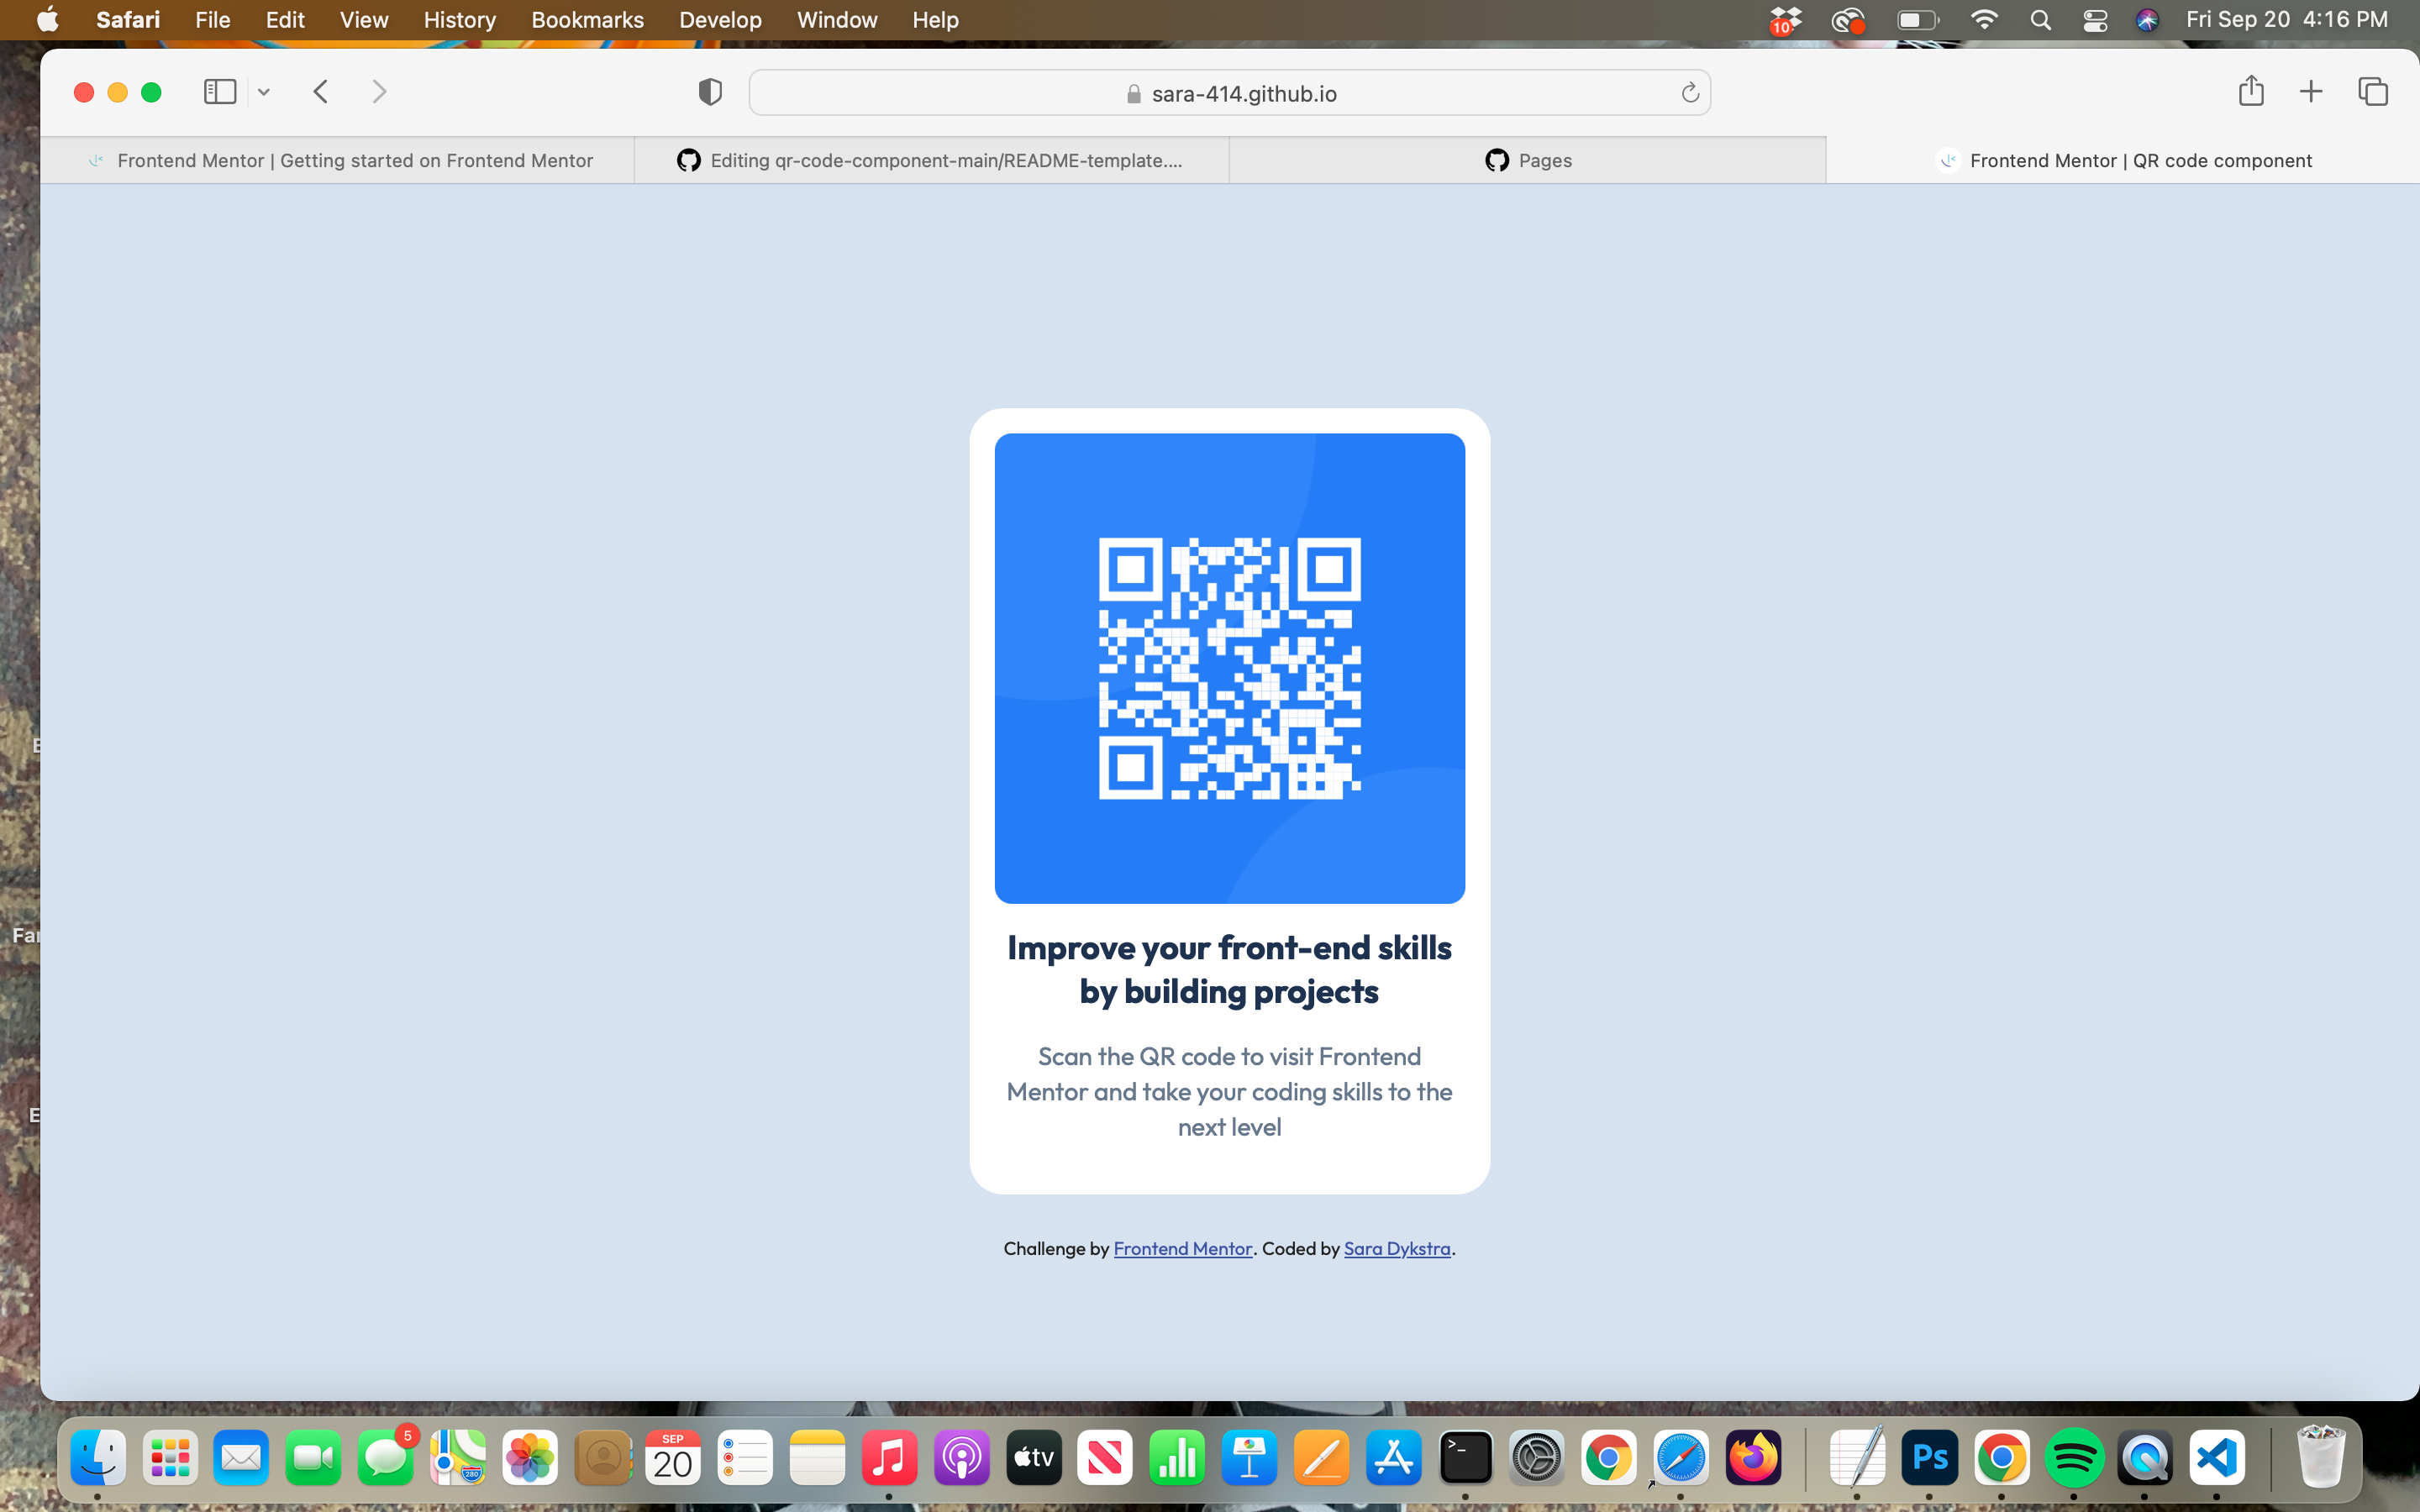 Safari File Edit View History Bookmarks Develop Window Help 10 Fri Sep 20 4:16 PM
sara-414.github.io
Frontend Mentor | Getting started on Frontend Mentor
Editing qr-code-component-main/README-template....
Pages
Frontend Mentor | QR code component
Improve your front-end skills
by building projects
Scan the QR code to visit Frontend
Mentor and take your coding skills to the
next level
Challenge by Frontend Mentor. Coded by Sara Dykstra.
5
280
SEP
20
tv
>_
Ps